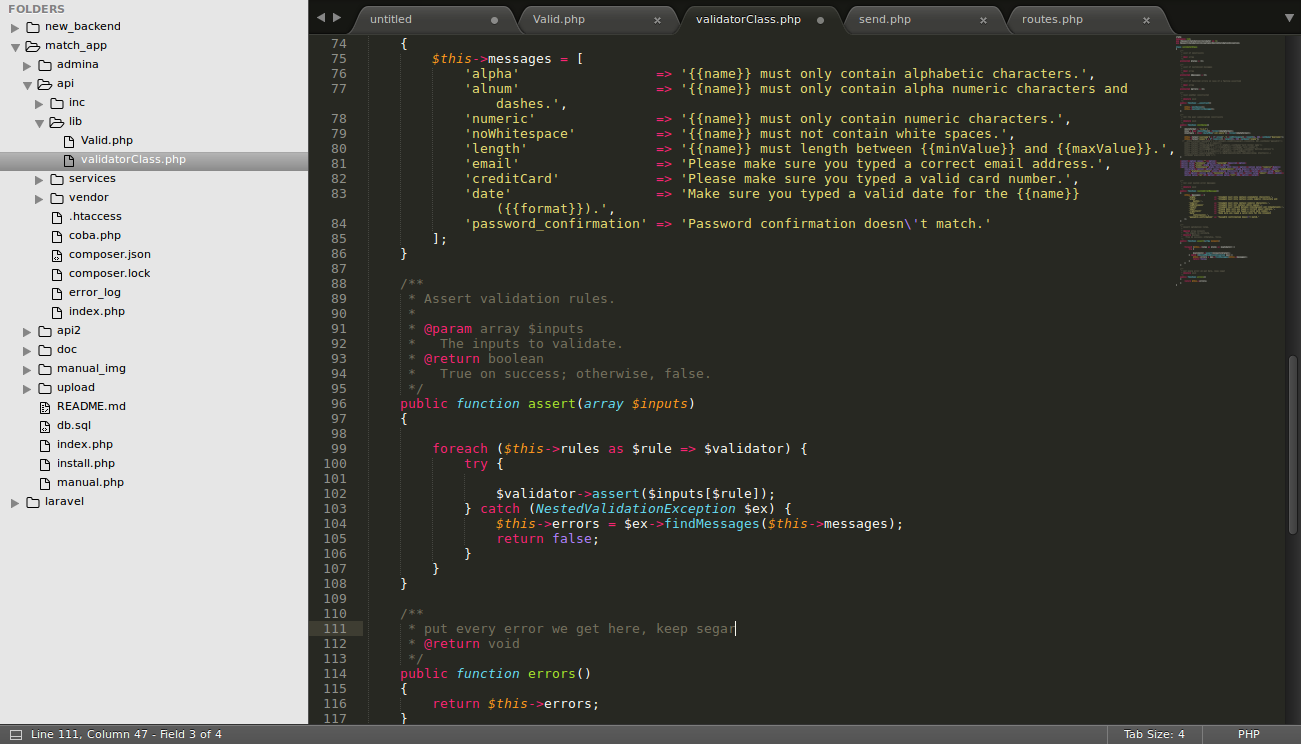 FOLDERS
new_backend
match_app
admina
api
inc
lib
Valid.php
validatorClass.php
services
vendor
.htaccess
coba.php
composer.json
composer.lock
error_log
index.php
api2
doc
manual_img
upload
README.md
db.sql
index.php
install.php
manual.php
laravel
untitled
Valid.php
validatorClass.php
send.php
routes.php
74 {
75 $this->messages = [
76 'alpha' => '{{name}} must only contain alphabetic characters.',
77 'alnum' => '{{name}} must only contain alpha numeric characters and
dashes.',
78 'numeric' => '{{name}} must only contain numeric characters.',
79 'noWhitespace' => '{{name}} must not contain white spaces.',
80 'length' => '{{name}} must length between {{minValue}} and {{maxValue}}.',
81 'email' => 'Please make sure you typed a correct email address.',
82 'creditCard' => 'Please make sure you typed a valid card number.',
83 'date' => 'Make sure you typed a valid date for the {{name}}
({{format}}).',
84 'password_confirmation' => 'Password confirmation doesn\'t match.'
85 ];
86 }
87
88 /**
89 * Assert validation rules.
90 *
91 * @param array $inputs
92 * The inputs to validate.
93 * @return boolean
94 * True on success; otherwise, false.
95 */
96 public function assert(array $inputs)
97 {
98
99 foreach ($this->rules as $rule => $validator) {
100 try {
101
102 $validator->assert($inputs[$rule]);
103 } catch (NestedValidationException $ex) {
104 $this->errors = $ex->findMessages($this->messages);
105 return false;
106 }
107 }
108 }
109
110 /**
111 * put every error we get here, keep segar
112 * @return void
113 */
114 public function errors()
115 {
116 return $this->errors;
117 }
Line 111, Column 47 - Field 3 of 4
Tab Size: 4
PHP